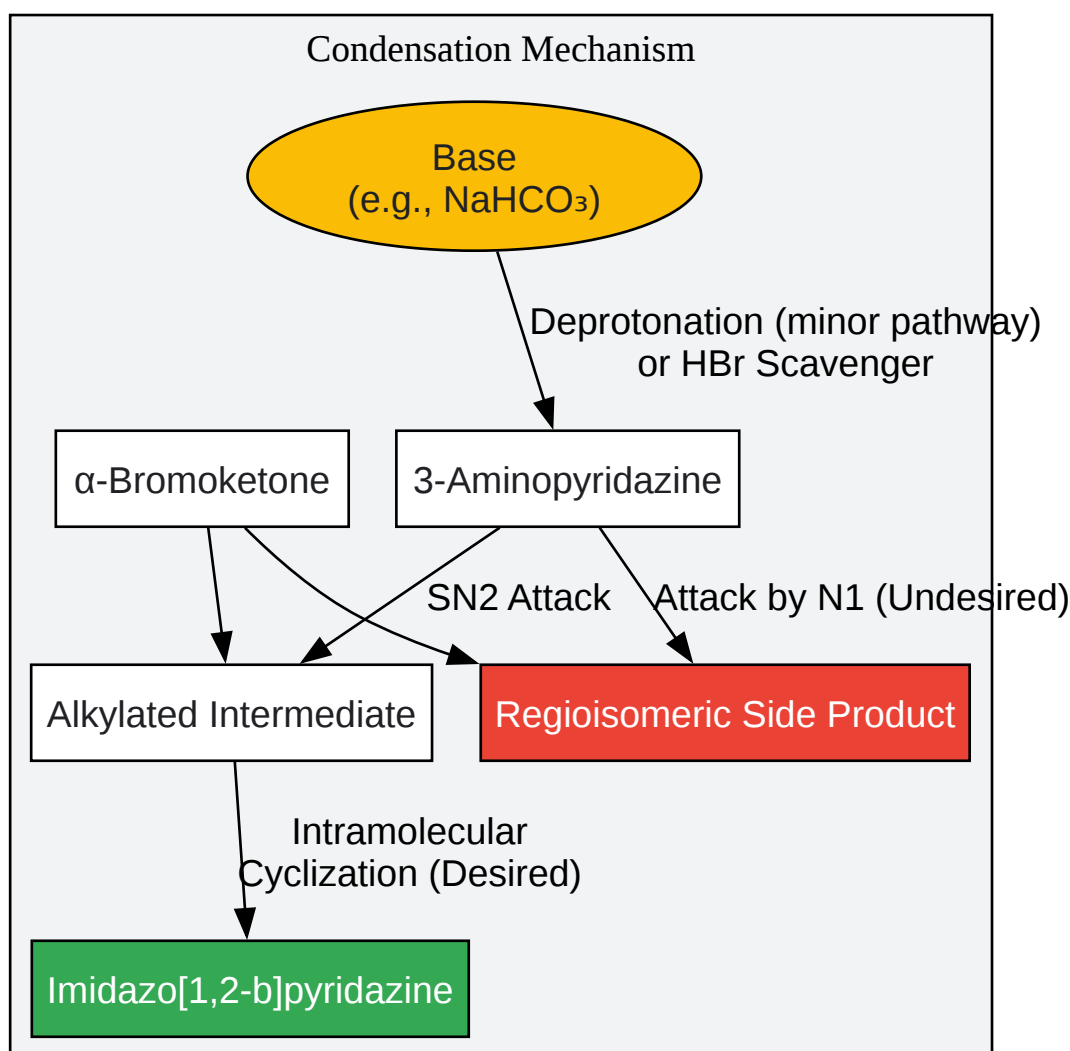 Condensation Mechanism
Base
(e.g., NaHCO₃)
Deprotonation (minor pathway)
or HBr Scavenger
α-Bromoketone
3-Aminopyridazine
SN2 Attack
Attack by N1 (Undesired)
Alkylated Intermediate
Regioisomeric Side Product
Intramolecular
Cyclization (Desired)
Imidazo[1,2-b]pyridazine